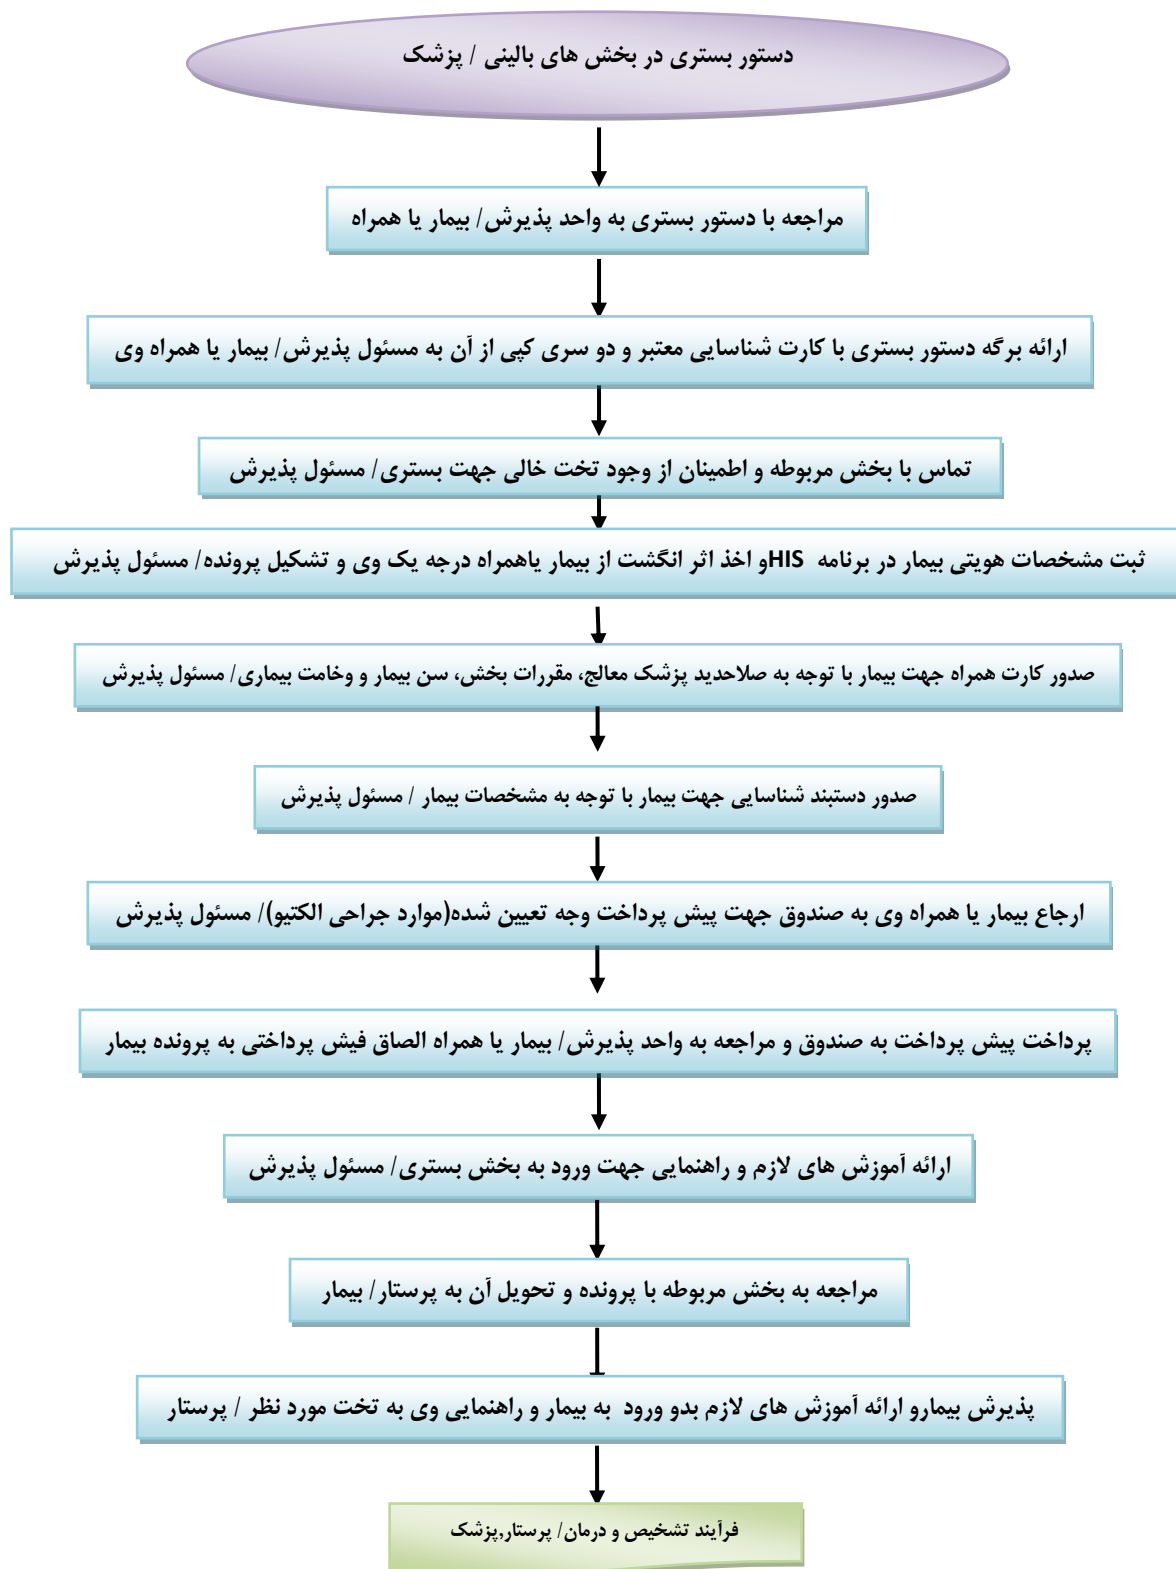 دستور بستری در بخش های بالینی / پزشک
مراجعه با دستور بستری به واحد پذیرش/ بیمار یا همراه
ارائه برگه دستور بستری با کارت شناسایی معتبر و دو سری کپی از آن به مسئول پذیرش/ بیمار یا همراه وی
تماس با بخش مربوطه و اطمینان از وجود تخت خالی جهت بستری/ مسئول پذیرش
ثبت مشخصات هویتی بیمار در برنامه HISو اخذ اثر انگشت از بیمار یاهمراه درجه یک وی و تشکیل پرونده/ مسئول پذیرش
صدور کارت همراه جهت بیمار با توجه به صلاحدید پزشک معالج، مقررات بخش، سن بیمار و وخامت بیماری/ مسئول پذیرش
صدور دستبند شناسایی جهت بیمار با توجه به مشخصات بیمار / مسئول پذیرش
ارجاع بیمار یا همراه وی به صندوق جهت پیش پرداخت وجه تعیین شده(موارد جراحی الکتیو)/ مسئول پذیرش
پرداخت پیش پرداخت به صندوق و مراجعه به واحد پذیرش/ بیمار یا همراه الصاق فیش پرداختی به پرونده بیمار
ارائه آموزش های لازم و راهنمایی جهت ورود به بخش بستری/ مسئول پذیرش
مراجعه به بخش مربوطه با پرونده و تحویل آن به پرستار/ بیمار
پذیرش بیمارو ارائه آموزش های لازم بدو ورود به بیمار و راهنمایی وی به تخت مورد نظر / پرستار
فرآیند تشخیص و درمان/ پرستار,پزشک